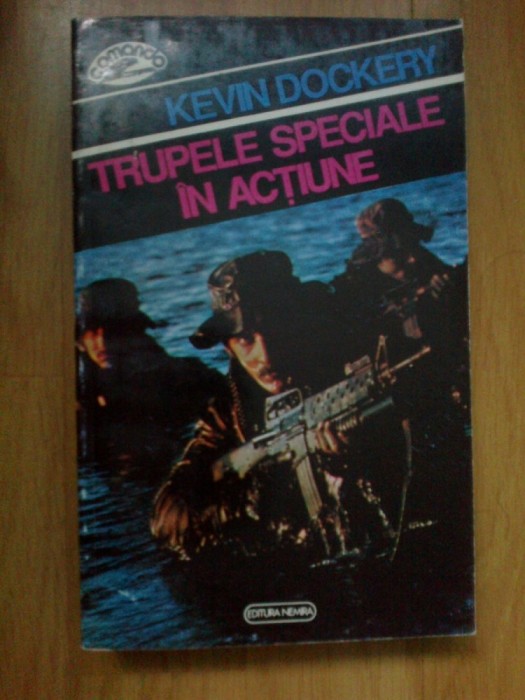 comando
KEVIN DOCKERY
TRUPELE SPECIALE
ÎN ACȚIUNE
EDITURA NEMIRA